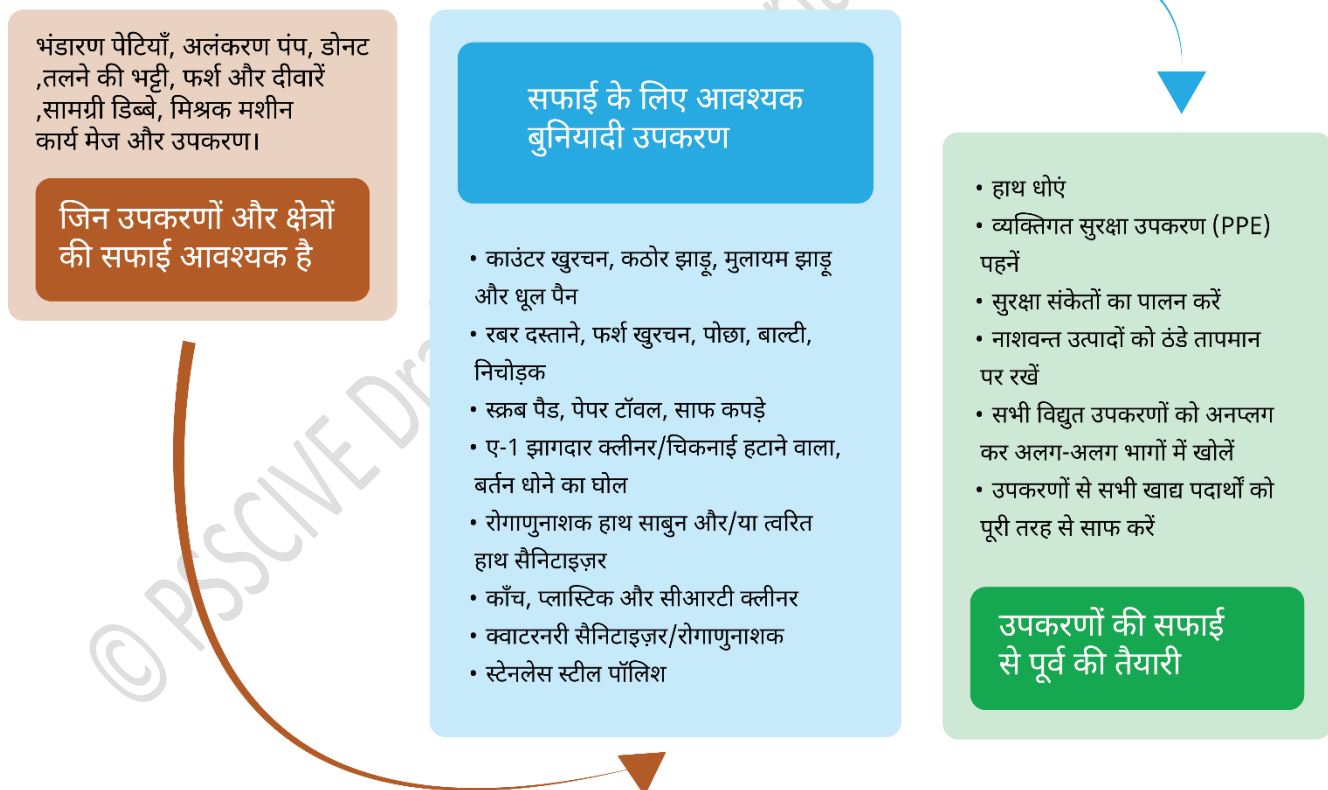 भंडारण पेटियाँ, अलंकरण पंप, डोनट
,तलने की भट्टी, फर्श और दीवारें
,सामग्री डिब्बे, मिश्रक मशीन
कार्य मेज और उपकरण।
जिन उपकरणों और क्षेत्रों
की सफाई आवश्यक है
सफाई के लिए आवश्यक
बुनियादी उपकरण
• काउंटर खुरचन, कठोर झाड़ू, मुलायम झाड़ू
और धूल पैन
• रबर दस्ताने, फर्श खुरचन, पोछा, बाल्टी,
निचोड़क
• स्क्रब पैड, पेपर टॉवल, साफ कपड़े
• ए-1 झागदार क्लीनर/चिकनाई हटाने वाला,
बर्तन धोने का घोल
• रोगाणुनाशक हाथ साबुन और/या त्वरित
हाथ सैनिटाइज़र
• काँच, प्लास्टिक और सीआरटी क्लीनर
• क्वाटरनरी सैनिटाइज़र/रोगाणुनाशक
• स्टेनलेस स्टील पॉलिश
• हाथ धोएं
• व्यक्तिगत सुरक्षा उपकरण (PPE)
पहनें
• सुरक्षा संकेतों का पालन करें
• नाशवन्त उत्पादों को ठंडे तापमान
पर रखें
• सभी विद्युत उपकरणों को अनप्लग
कर अलग-अलग भागों में खोलें
• उपकरणों से सभी खाद्य पदार्थों को
पूरी तरह से साफ करें
उपकरणों की सफाई
से पूर्व की तैयारी
© PSSCIVE